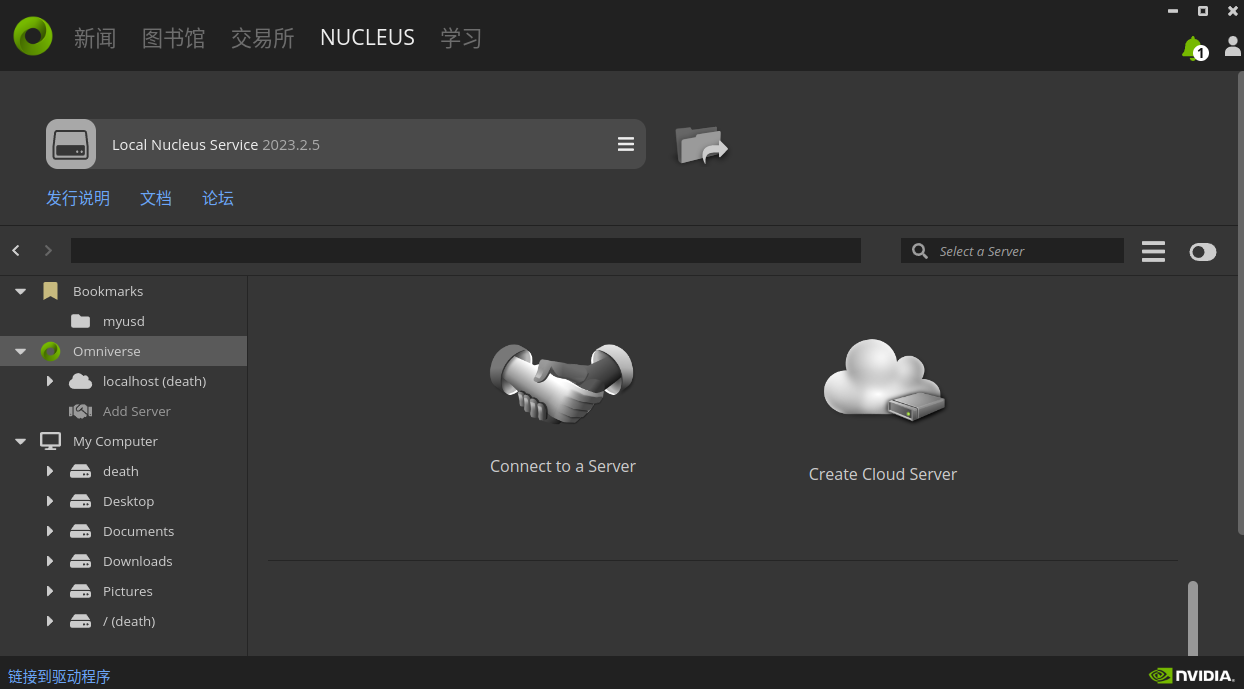 新闻 图书馆 交易所 NUCLEUS 学习
1
Local Nucleus Service 2023.2.5
发行说明 文档 论坛
Select a Server
Bookmarks
myusd
Omniverse
localhost (death)
Add Server
My Computer
death
Desktop
Documents
Downloads
Pictures
/ (death)
Connect to a Server
Create Cloud Server
链接到驱动程序
NVIDIA.